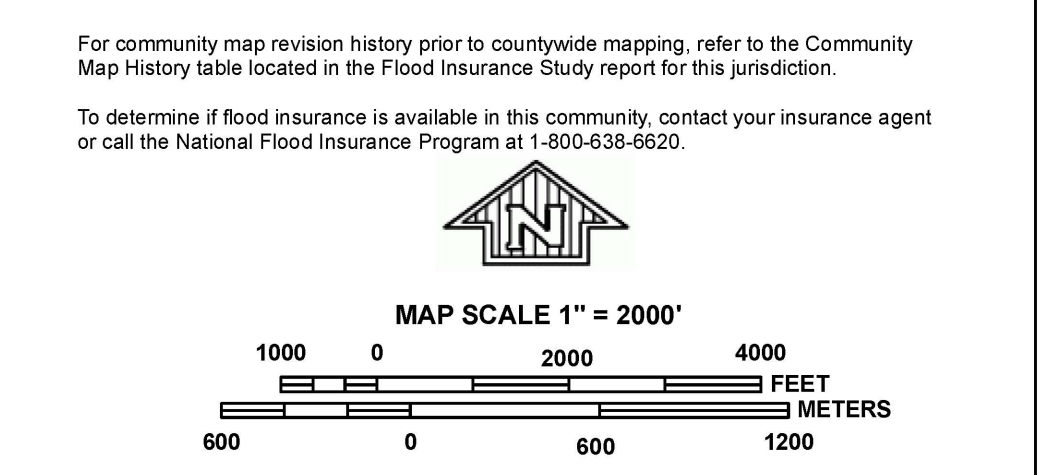 For community map revision history prior to countywide mapping, refer to the Community
Map History table located in the Flood Insurance Study report for this jurisdiction.
To determine if flood insurance is available in this community, contact your insurance agent
or call the National Flood Insurance Program at 1-800-638-6620.
N
MAP SCALE 1" = 2000'
1000 0 2000 4000
FEET
METERS
600 0 600 1200